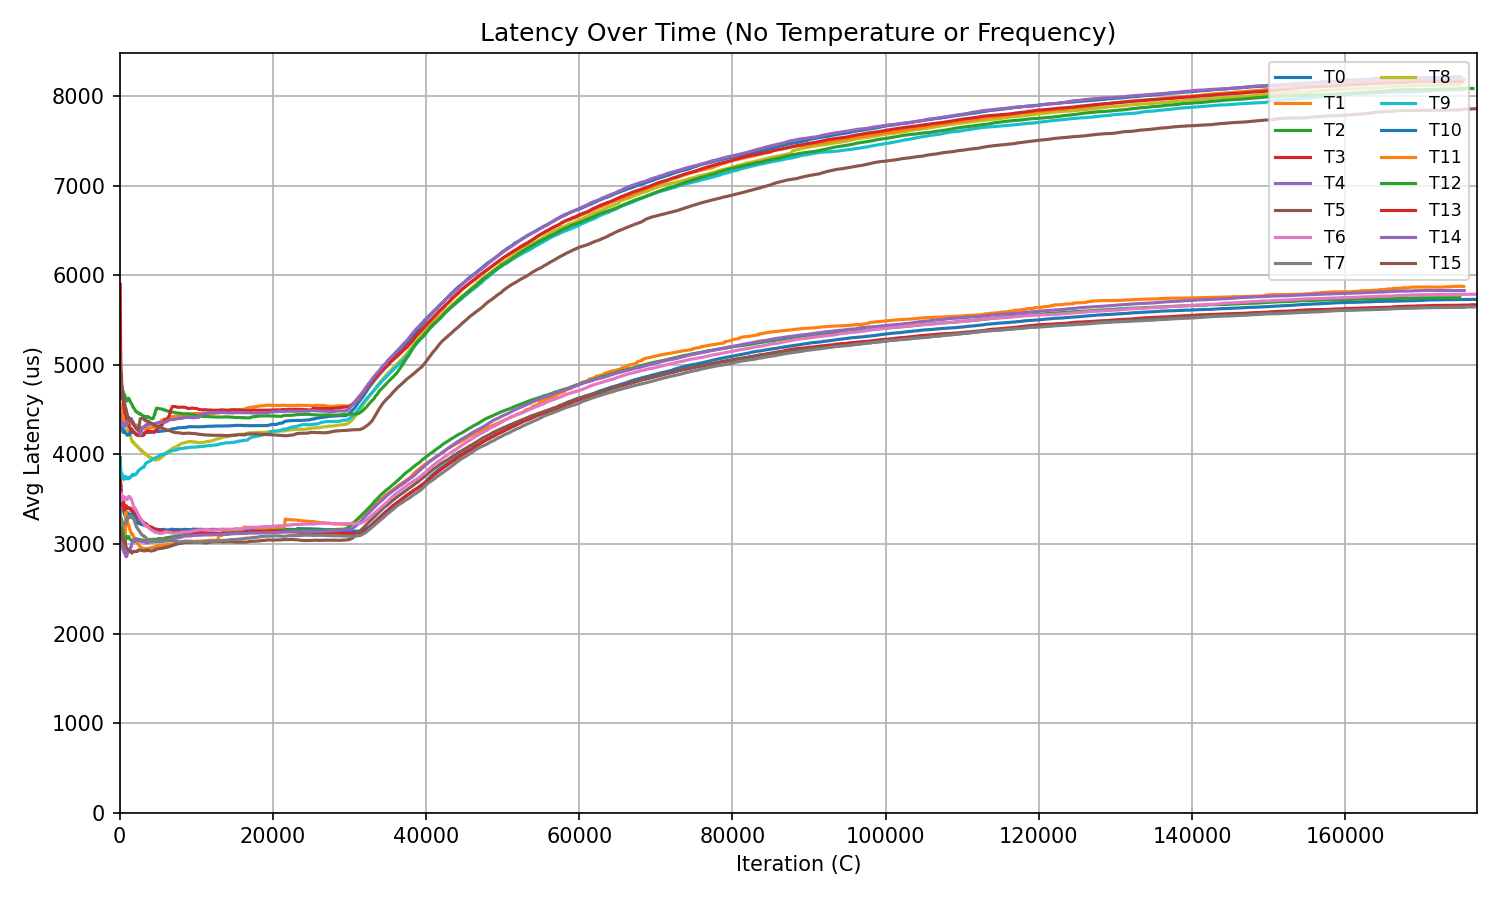 Latency Over Time (No Temperature or Frequency)
8000
7000
6000
5000
4000
3000
2000
1000
0
Avg Latency (us)
0 20000 40000 60000 80000 100000 120000 140000 160000
Iteration (C)
T0 T8
T1 T9
T2 T10
T3 T11
T4 T12
T5 T13
T6 T14
T7 T15